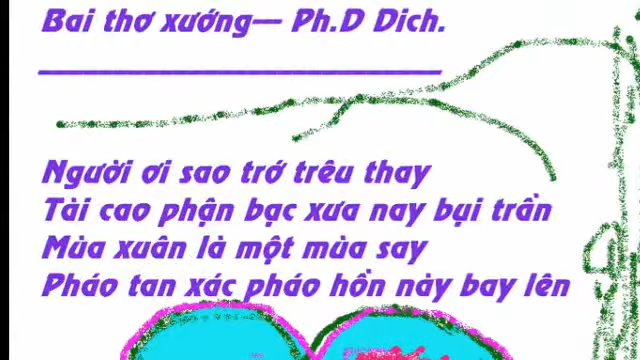 Bai thơ xướng— Ph.D Dich.
Người ơi sao trớ trêu thay
Tài cao phận bạc xưa nay bụi trần
Mùa xuân là một mùa say
Pháo tan xác pháo hồn này bay lên